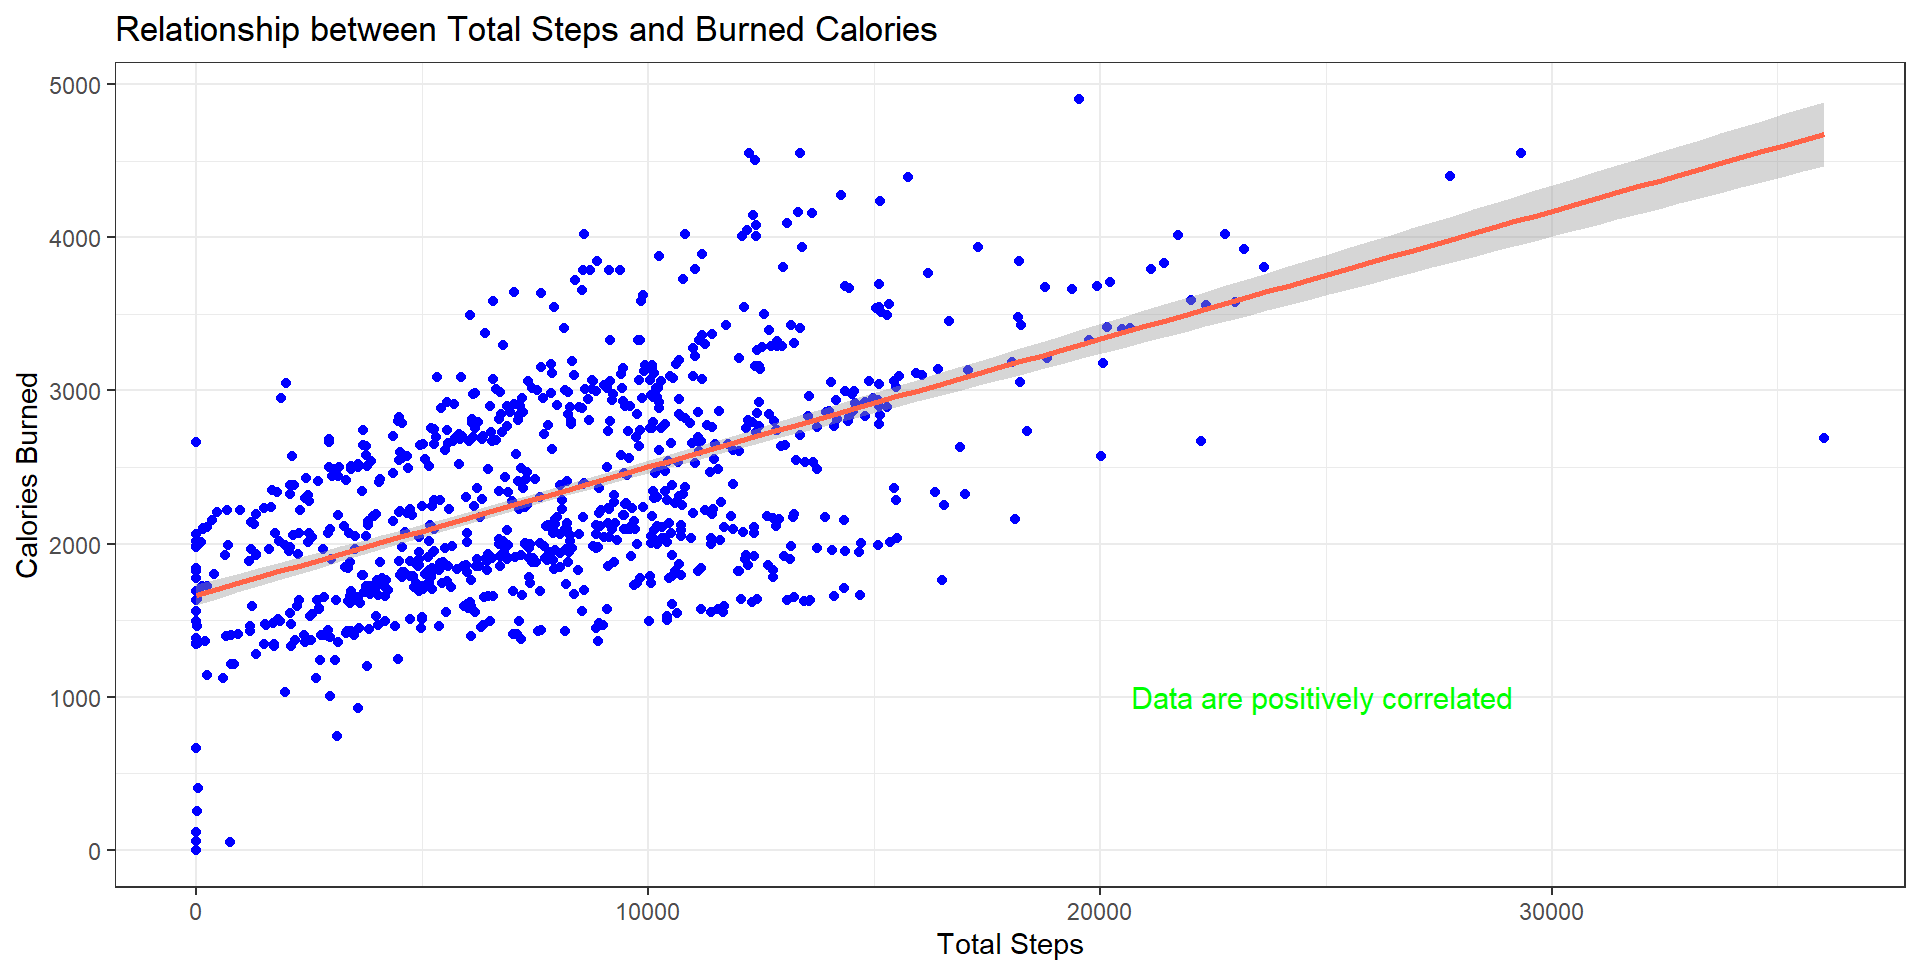 Relationship between Total Steps and Burned Calories
5000
4000
3000
2000
1000
0
Calories Burned
Data are positively correlated
0 10000 20000 30000
Total Steps